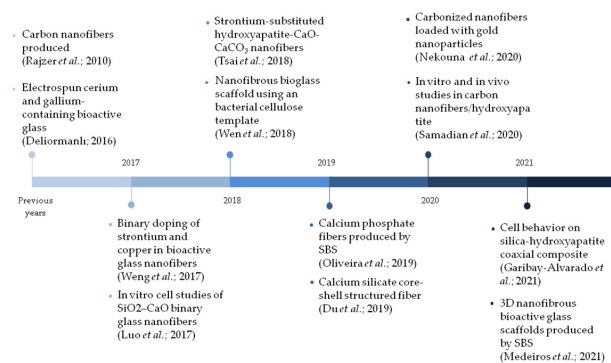 Carbon nanofibers
produced
(Rajzer et al.; 2010)
Electrospun cerium
and gallium-
containing bioactive
glass
(Deliormanlı; 2016)
Strontium-substituted
hydroxyapatite-CaO-
CaCO3 nanofibers
(Tsai et al.; 2018)
Nanofibrous bioglass
scaffold using an
bacterial cellulose
template
(Wen et al.; 2018)
Carbonized nanofibers
loaded with gold
nanoparticles
(Nekouna et al.; 2020)
In vitro and in vivo
studies in carbon
nanofibers/hydroxyapa
tite
(Samadian et al.; 2020)
2017
2019
2021
Previous
years
2018
2020
Binary doping of
strontium and
copper in bioactive
glass nanofibers
(Weng et al.; 2017)
In vitro cell studies of
SiO2–CaO binary
glass nanofibers
(Luo et al.; 2017)
Calcium phosphate
fibers produced by
SBS
(Oliveira et al.; 2019)
Calcium silicate core-
shell structured fiber
(Du et al.; 2019)
Cell behavior on
silica-hydroxyapatite
coaxial composite
(Garibay-Alvarado et
al.; 2021)
3D nanofibrous
bioactive glass
scaffolds produced
by SBS
(Medeiros et al.; 2021)